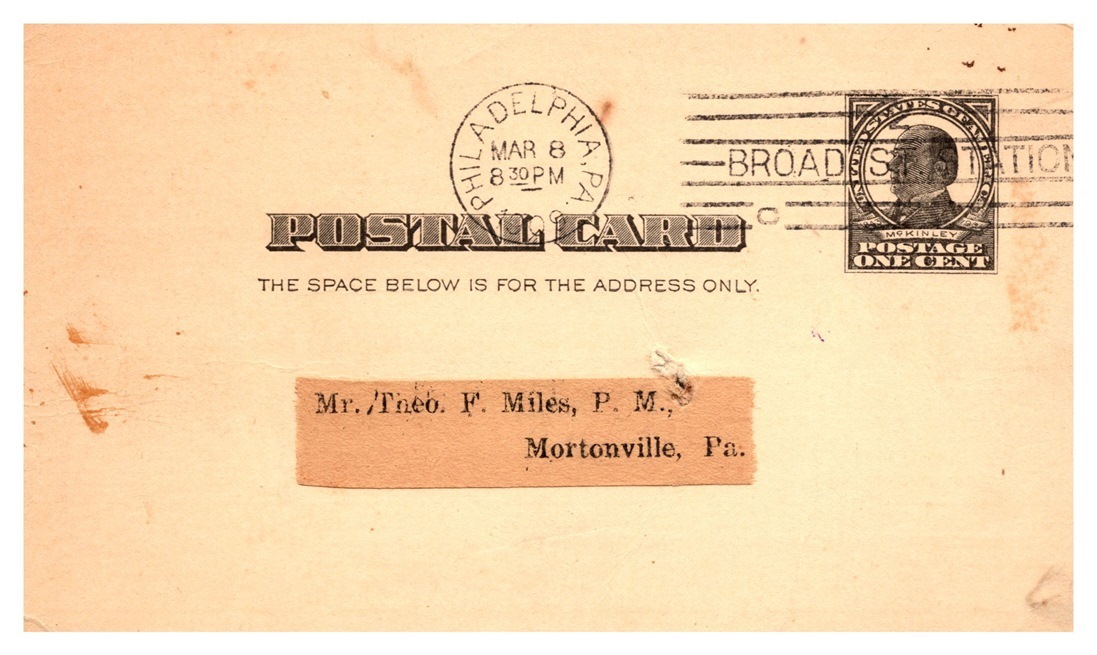 PHILADELPHIA. PA.
MAR 8
8 30 PM
1909
BROAD ST STATION
C
UNITED STATES OF AMERICA
McKINLEY
POSTAGE
ONE CENT
POSTAL CARD
THE SPACE BELOW IS FOR THE ADDRESS ONLY.
Mr. Theo. F. Miles, P. M.,
Mortonville, Pa.